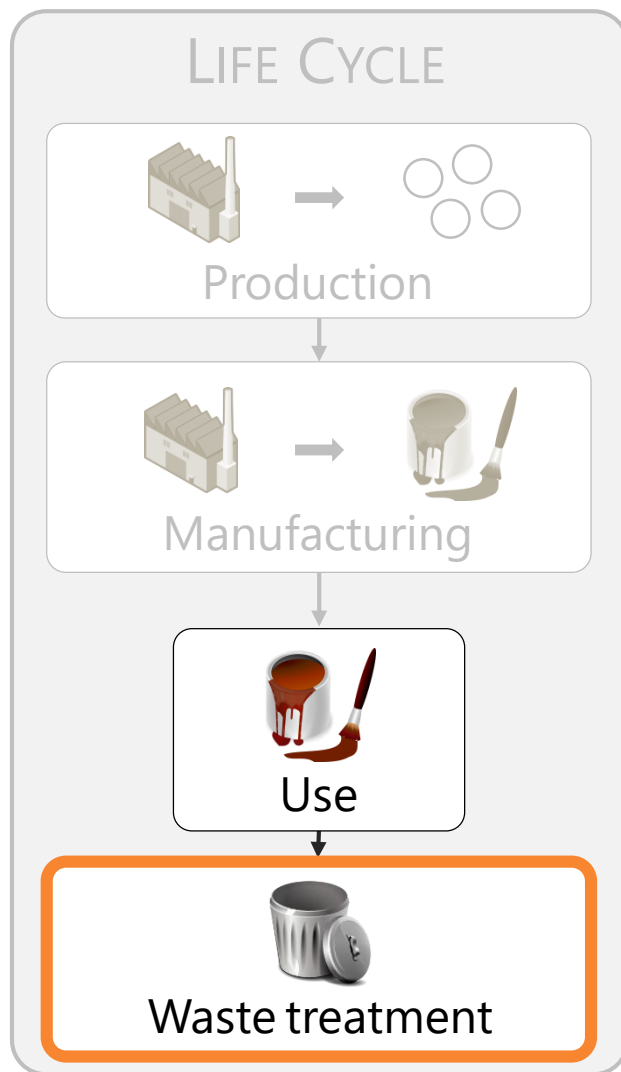 LIFE CYCLE
Production
Manufacturing
Use
Waste treatment